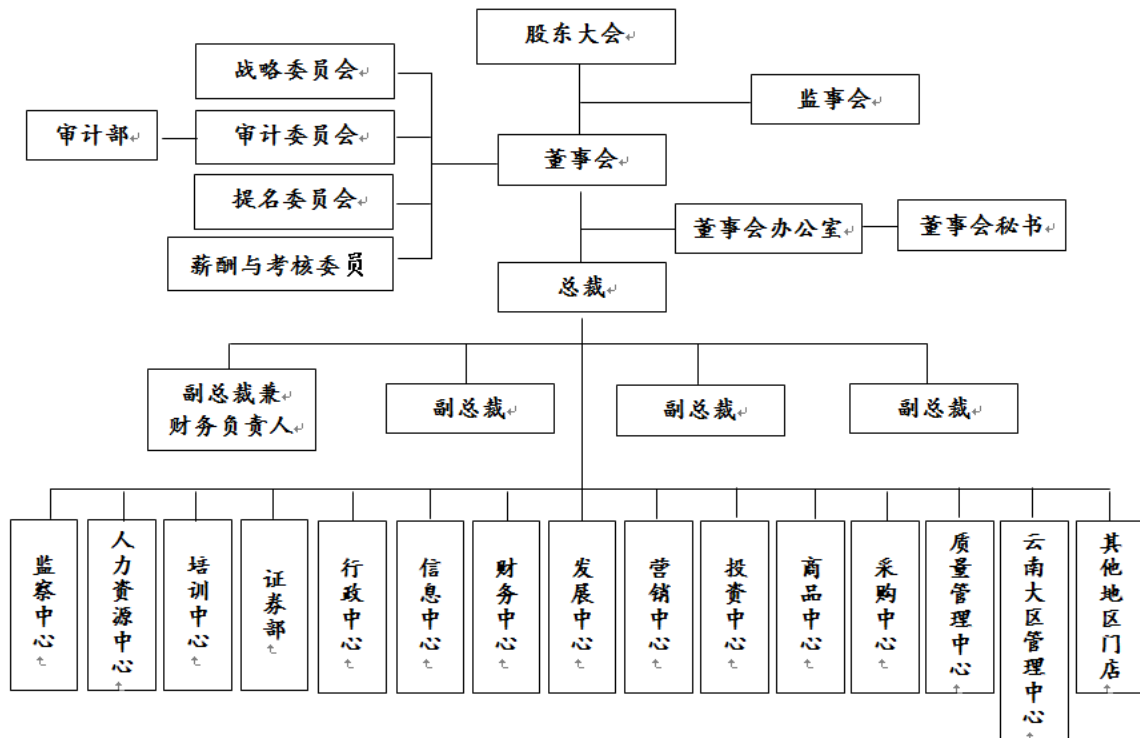 股东大会
战略委员会
监事会
审计部
审计委员会
董事会
提名委员会
董事会办公室
董事会秘书
薪酬与考核委员
总裁
副总裁兼
财务负责人
副总裁
副总裁
副总裁
监察中心
人力资源中心
培训中心
证券部
行政中心
信息中心
财务中心
发展中心
营销中心
投资中心
商品中心
采购中心
质量管理中心
云南大区管理中心
其他地区门店